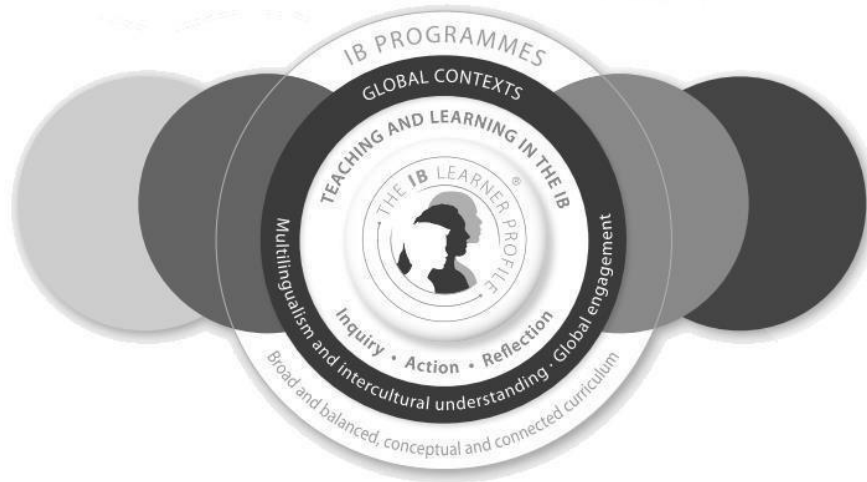 IB PROGRAMMES
GLOBAL CONTEXTS
TEACHING AND LEARNING IN THE IB
THE IB LEARNER PROFILE ®
Inquiry • Action • Reflection
Multilingualism and intercultural understanding · Global engagement
Broad and balanced, conceptual and connected curriculum